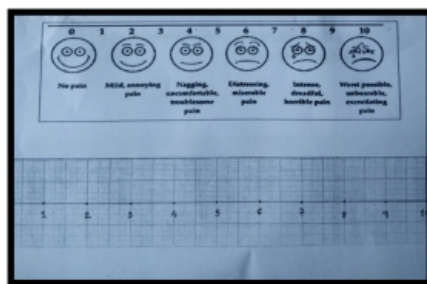 0 1 2 3 4 5 6 7 8 9 10
No pain
Mild, annoying
pain
Nagging,
uncomfortable,
troublesome
pain
Distressing,
miserable
pain
Intense,
dreadful,
horrible pain
Worst possible,
unbearable,
excruciating
pain
1 2 3 4 5 6 7 8 9 10